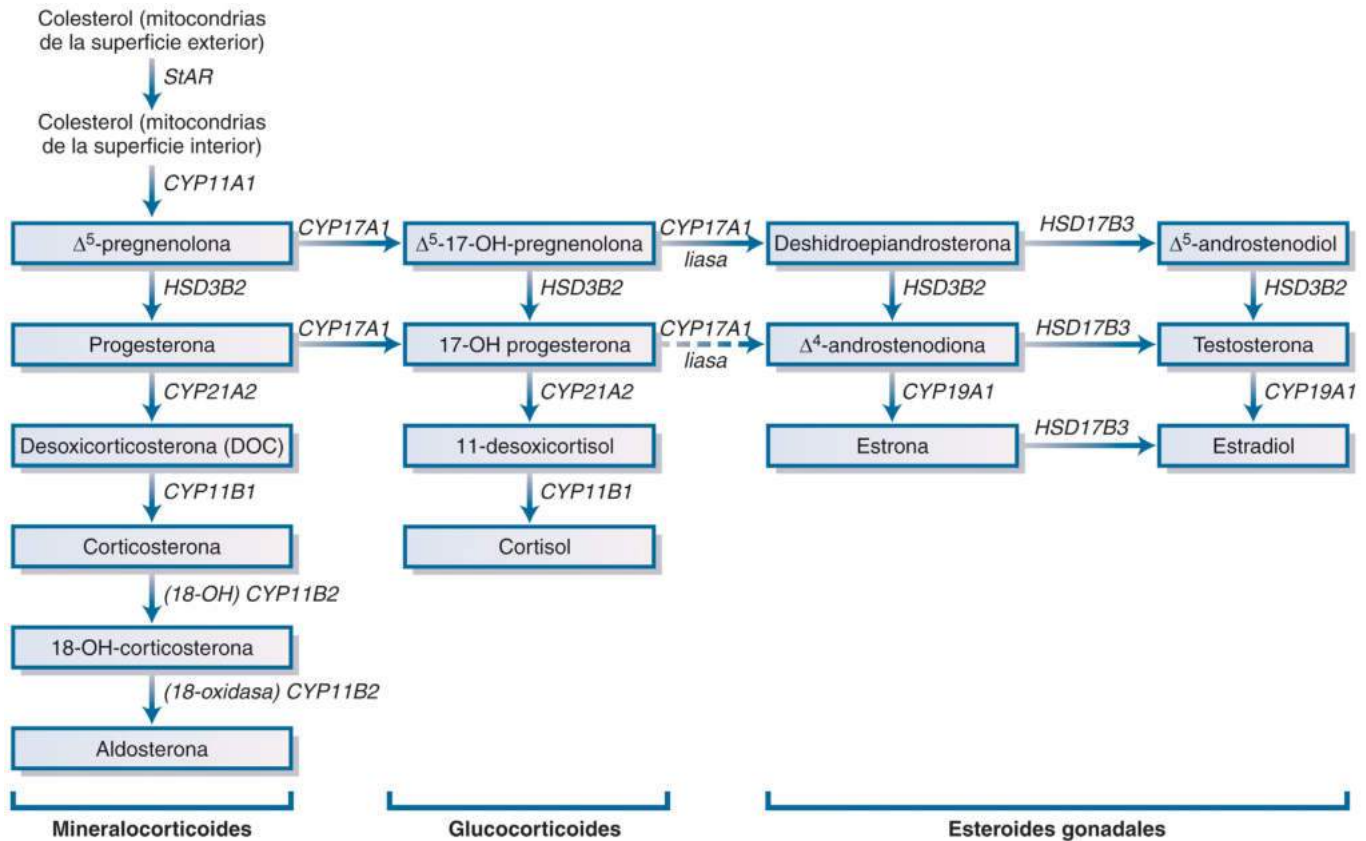 Colesterol (mitocondrias
de la superficie exterior)
StAR
Colesterol (mitocondrias
de la superficie interior)
CYP11A1
Δ5-pregnenolona
CYP17A1
Δ5-17-OH-pregnenolona
CYP17A1
liasa
Deshidroepiandrosterona
HSD17B3
Δ5-androstenodiol
HSD3B2
HSD3B2
HSD3B2
HSD3B2
Progesterona
CYP17A1
17-OH progesterona
CYP17A1
liasa
Δ4-androstenodiona
HSD17B3
Testosterona
CYP21A2
CYP21A2
CYP19A1
CYP19A1
Desoxicorticosterona (DOC)
11-desoxicortisol
Estrona
HSD17B3
Estradiol
CYP11B1
CYP11B1
Corticosterona
Cortisol
(18-OH) CYP11B2
18-OH-corticosterona
(18-oxidasa) CYP11B2
Aldosterona
Mineralocorticoides
Glucocorticoides
Esteroides gonadales